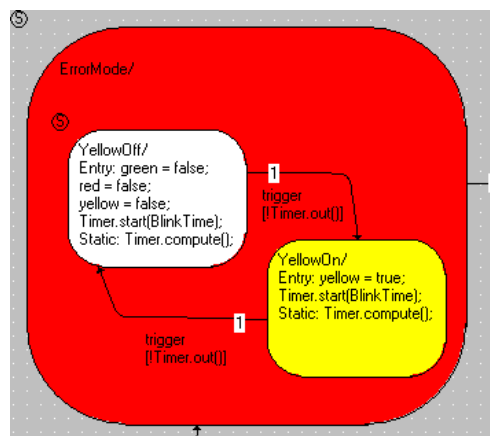 S
ErrorMode/
S
YellowOff/
Entry: green = false;
red = false;
yellow = false;
Timer.start(BlinkTime);
Static: Timer.compute();
1
trigger
[!Timer.out()]
YellowOn/
Entry: yellow = true;
Timer.start(BlinkTime);
Static: Timer.compute();
1
trigger
[!Timer.out()]